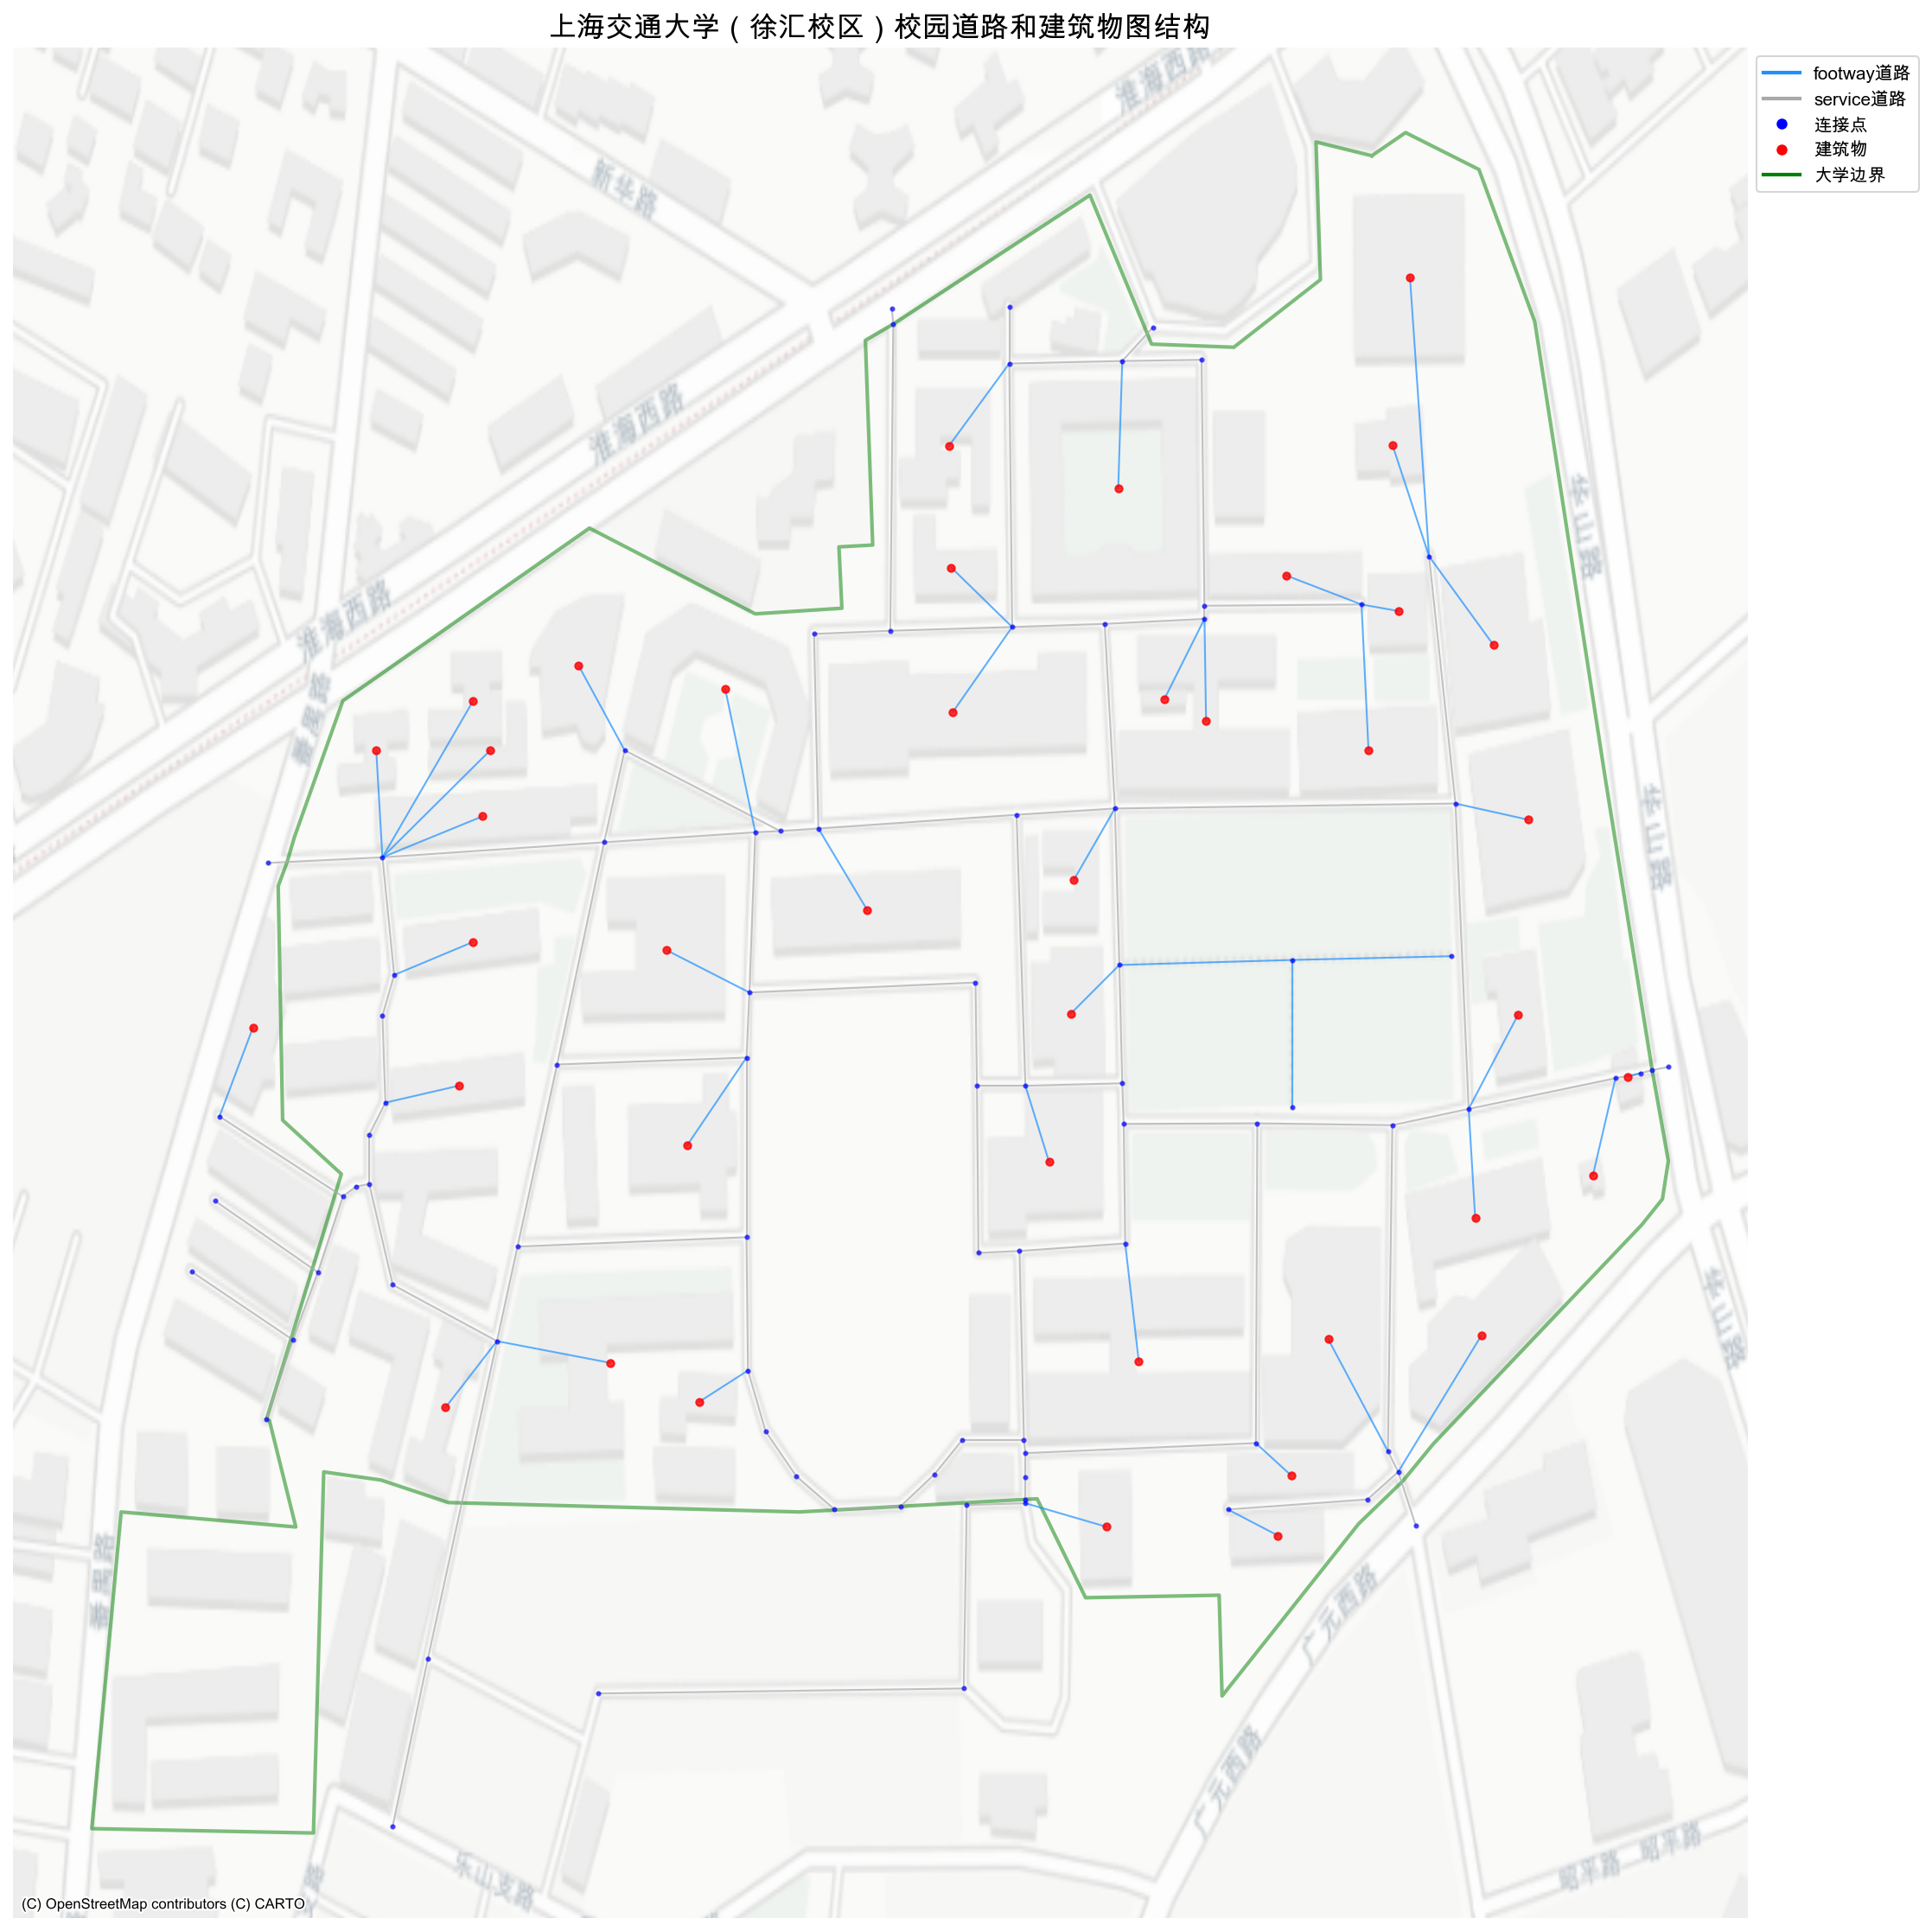 上海交通大学（徐汇校区）校园道路和建筑物图结构
footway道路
service道路
连接点
建筑物
大学边界
淮海西路
新华路
淮海西路
华山路
淮海西路
番禺路
华山路
华山路
番禺路
广元西路
广元西路
昭平路
昭平路
乐山支路
(C) OpenStreetMap contributors (C) CARTO